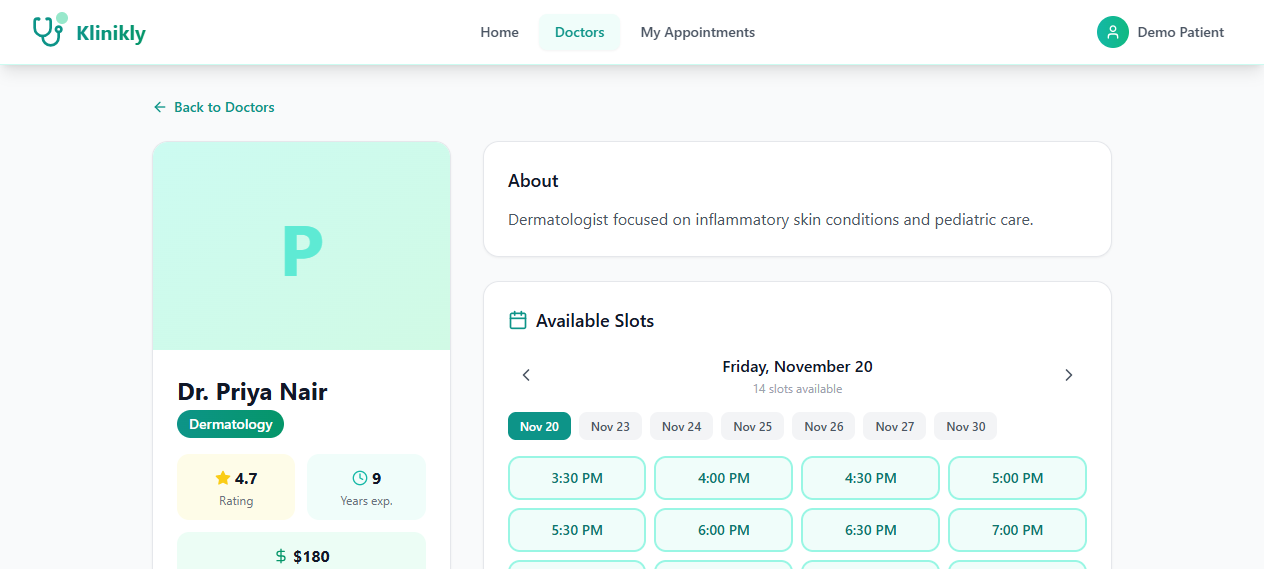 Klinikly
Home
Doctors
My Appointments
Demo Patient
Back to Doctors
P
Dr. Priya Nair
Dermatology
4.7
Rating
9
Years exp.
$180
About
Dermatologist focused on inflammatory skin conditions and pediatric care.
Available Slots
Friday, November 20
14 slots available
Nov 20
Nov 23
Nov 24
Nov 25
Nov 26
Nov 27
Nov 30
3:30 PM
4:00 PM
4:30 PM
5:00 PM
5:30 PM
6:00 PM
6:30 PM
7:00 PM